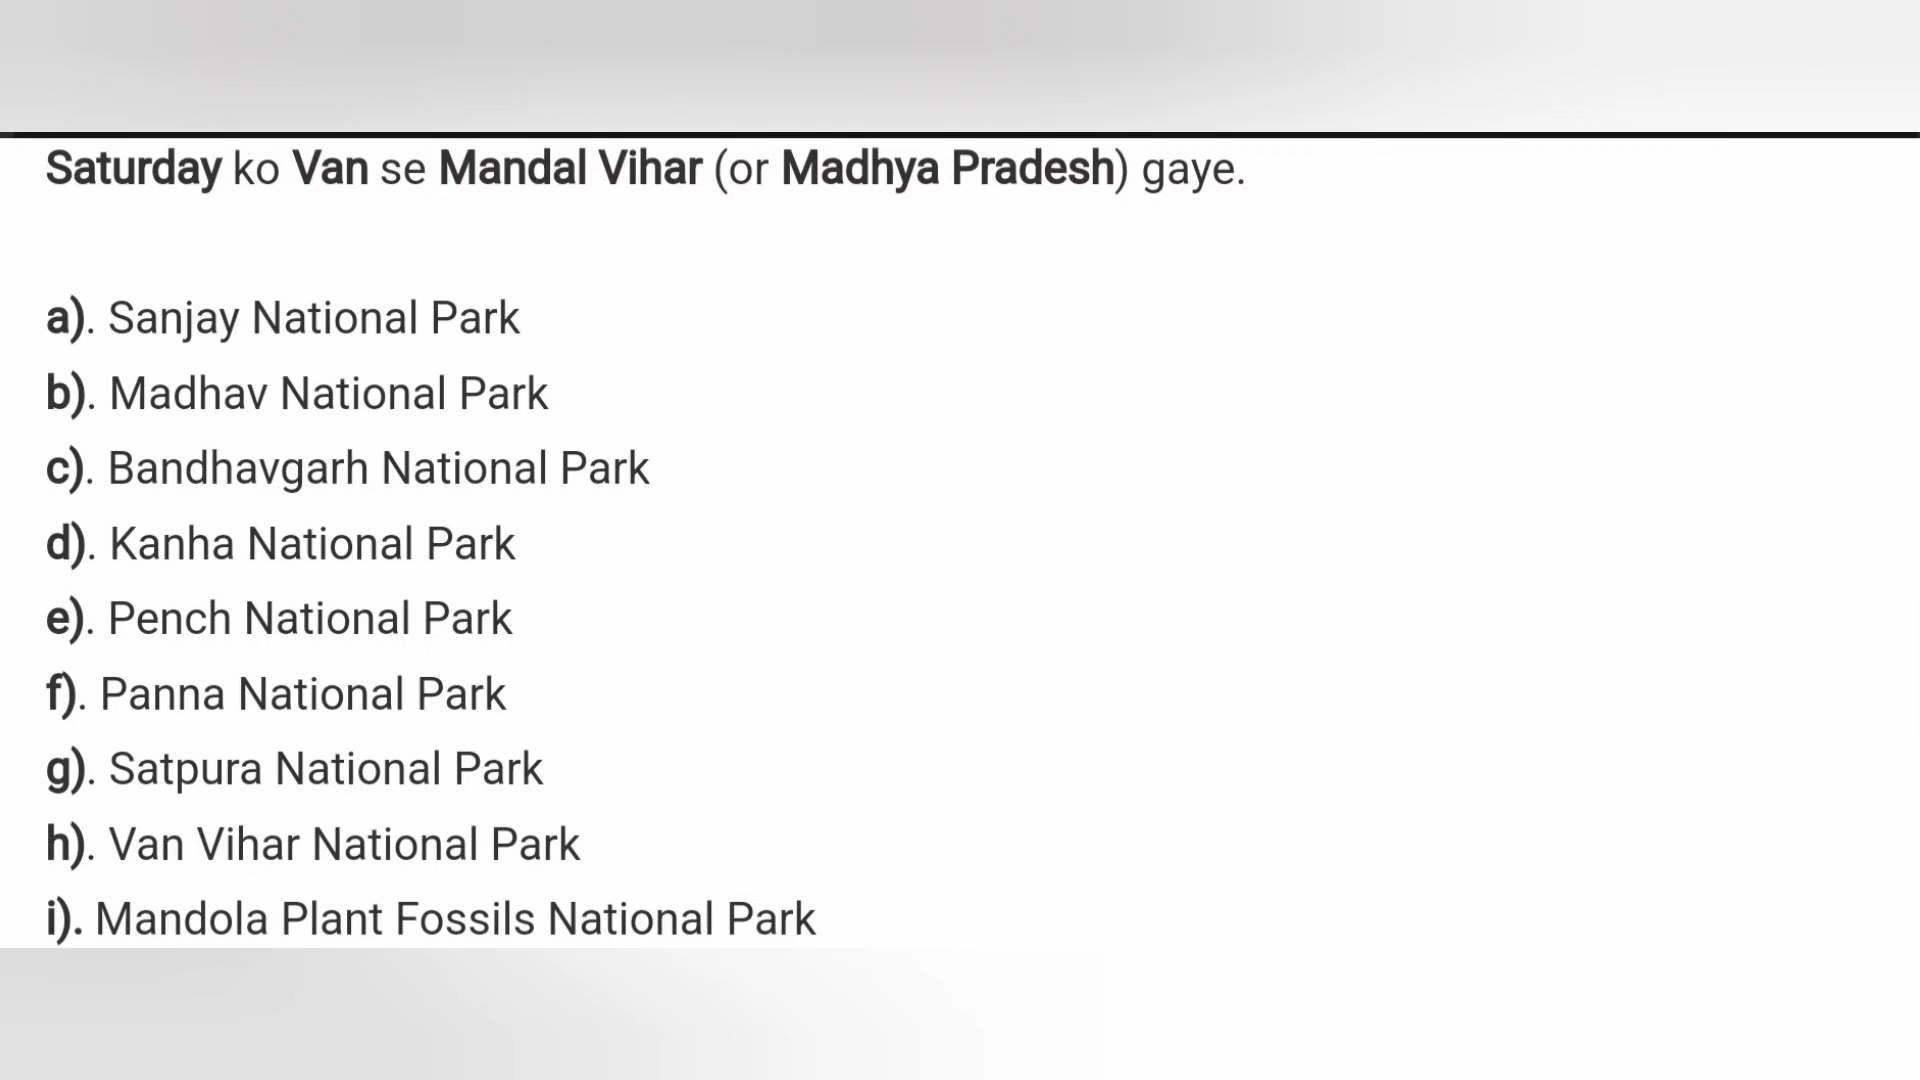 Saturday ko Van se Mandal Vihar (or Madhya Pradesh) gaye.
a). Sanjay National Park
b). Madhav National Park
c). Bandhavgarh National Park
d). Kanha National Park
e). Pench National Park
f). Panna National Park
g). Satpura National Park
h). Van Vihar National Park
i). Mandola Plant Fossils National Park